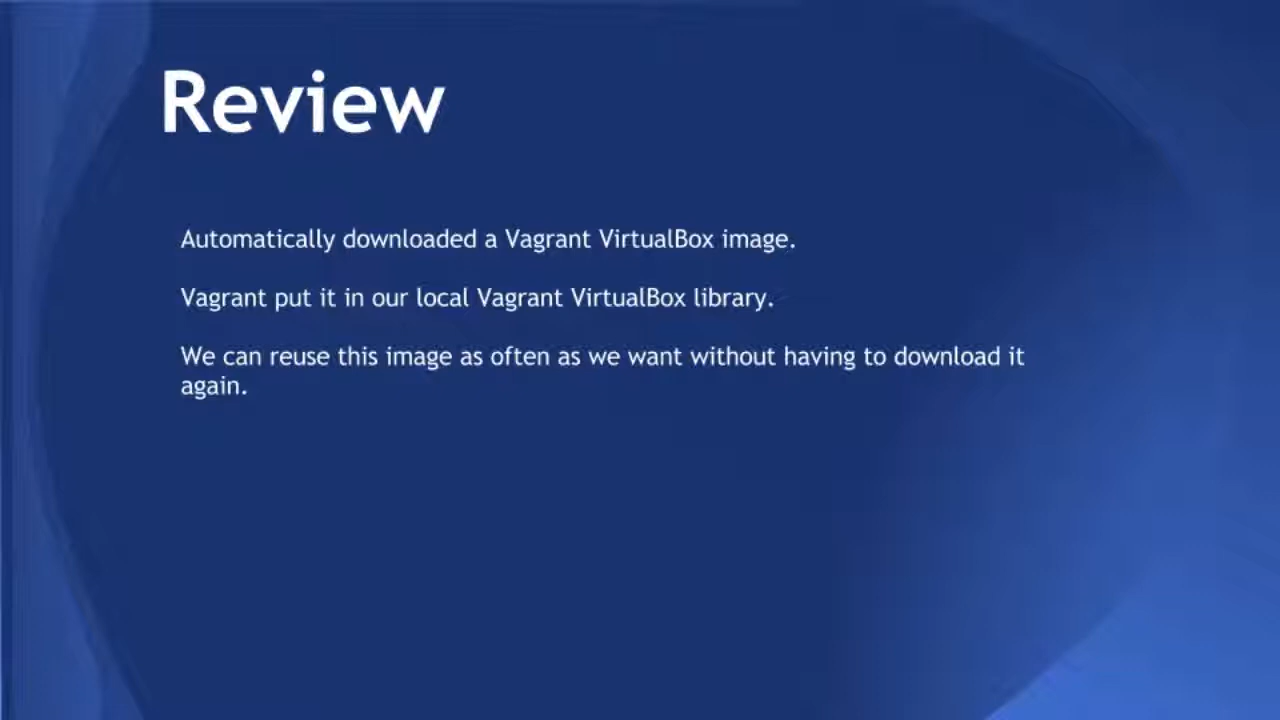 Review
Automatically downloaded a Vagrant VirtualBox image.
Vagrant put it in our local Vagrant VirtualBox library.
We can reuse this image as often as we want without having to download it
again.